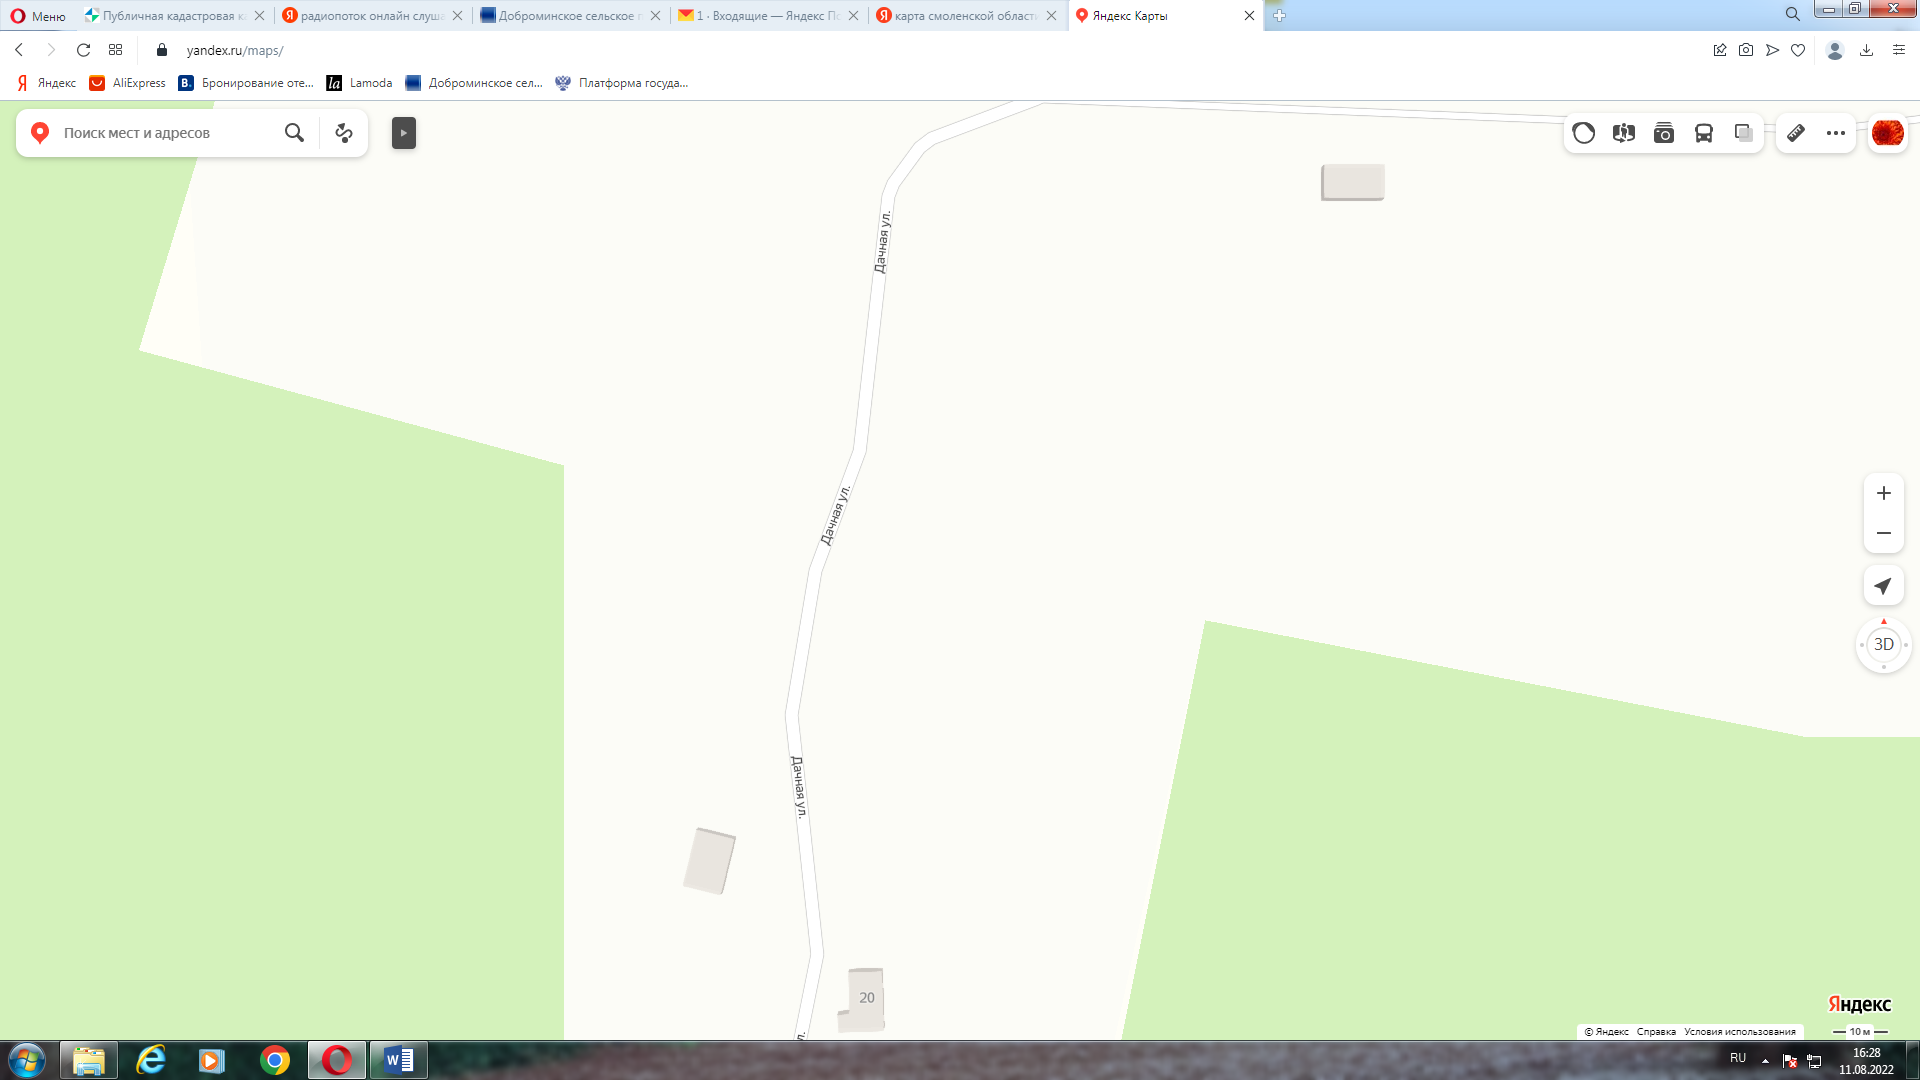 Меню
Публичная кадастровая к
радиопоток онлайн слуша
Доброминское сельское п
1 · Входящие — Яндекс По
карта смоленской области
Яндекс Карты
yandex.ru/maps/
Яндекс
AliExpress
Бронирование оте...
Lamoda
Доброминское сел...
Платформа госуда...
Поиск мест и адресов
Дачная ул.
Дачная ул.
3D
Дачная ул.
20
Яндекс
© Яндекс Справка Условия использования
10 м
RU
16:28
11.08.2022